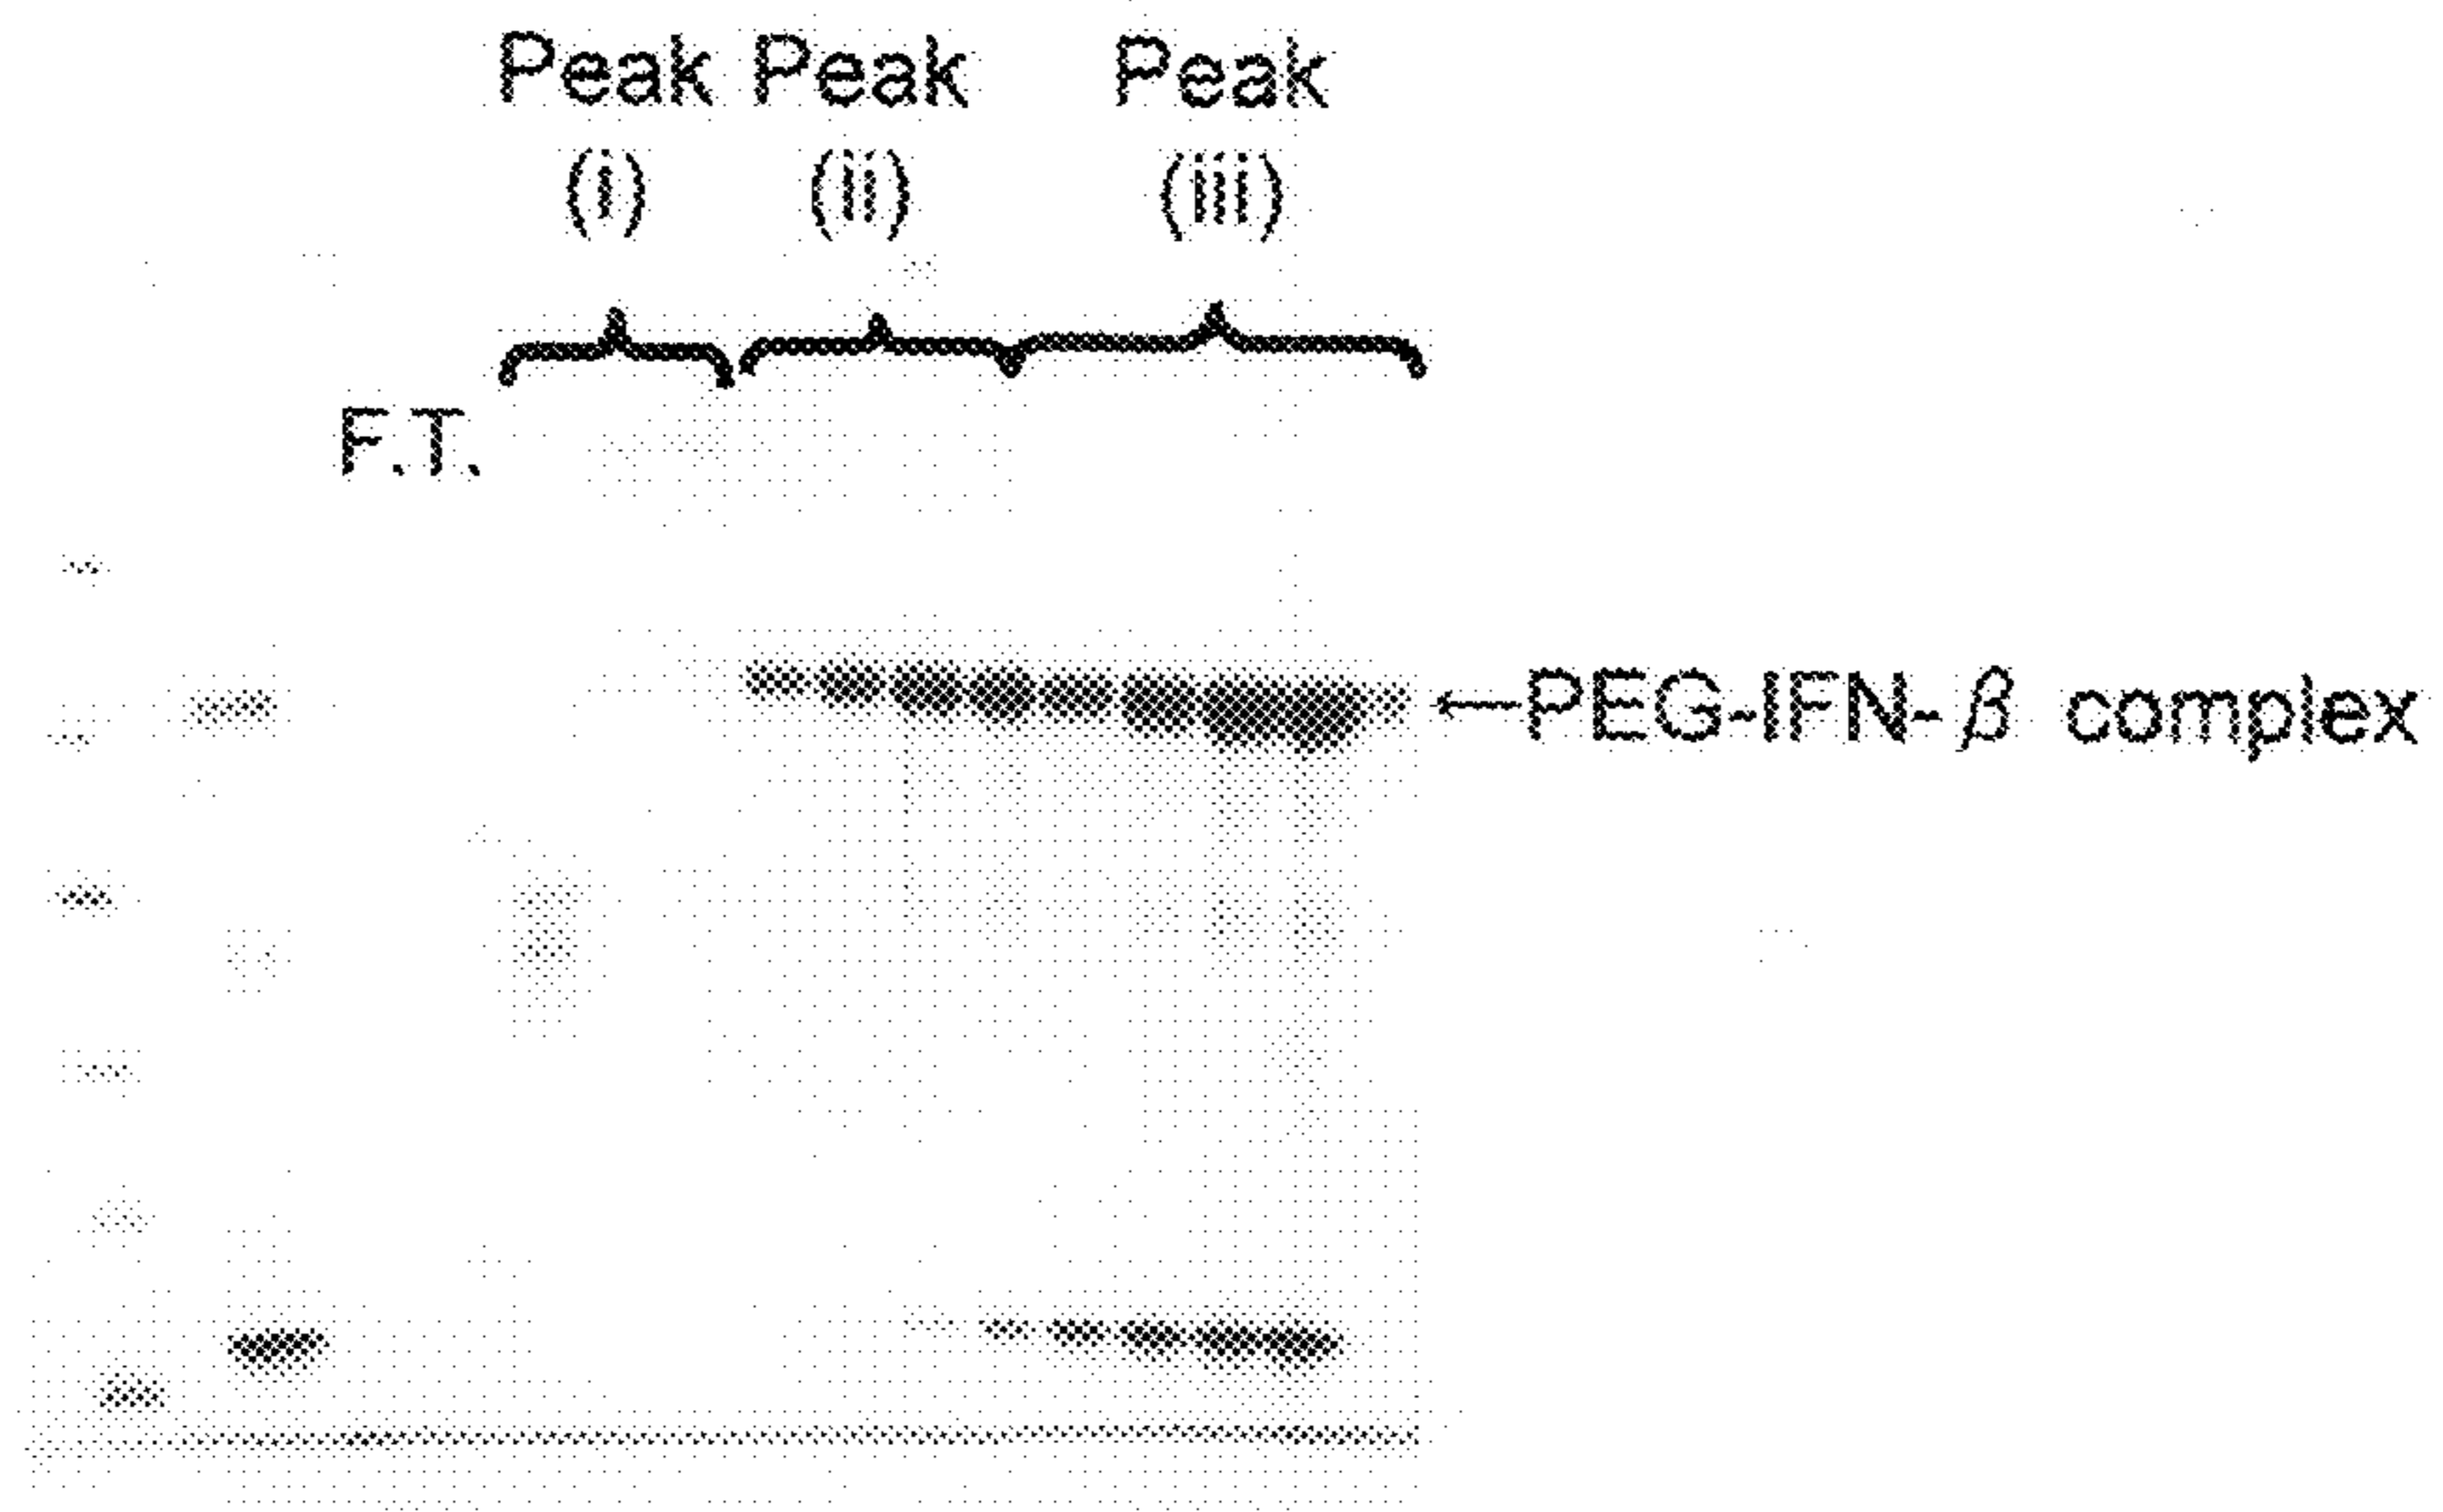 Peak Peak Peak
(i) (ii) (iii)
F.T.
←PEG-IFN-β complex